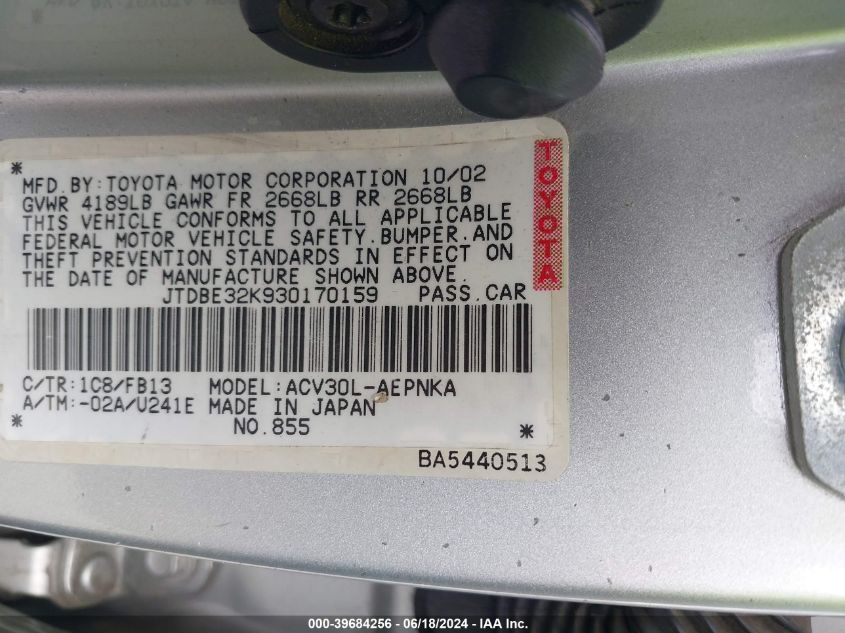 *
MFD.BY:TOYOTA MOTOR CORPORATION 10/02
GVWR 4189LB GAWR FR 2668LB RR 2668LB
THIS VEHICLE CONFORMS TO ALL APPLICABLE
FEDERAL MOTOR VEHICLE SAFETY.BUMPER.AND
THEFT PREVENTION STANDARDS IN EFFECT ON
THE DATE OF MANUFACTURE SHOWN ABOVE.
JTDBE32K930170159 PASS.CAR
TOYOTA
C/TR:1C8/FB13 MODEL:ACV30L-AEPNKA
A/TM:-02A/U241E MADE IN JAPAN
* NO.855 *
BA5440513
000-39684256 - 06/18/2024 - IAA Inc.